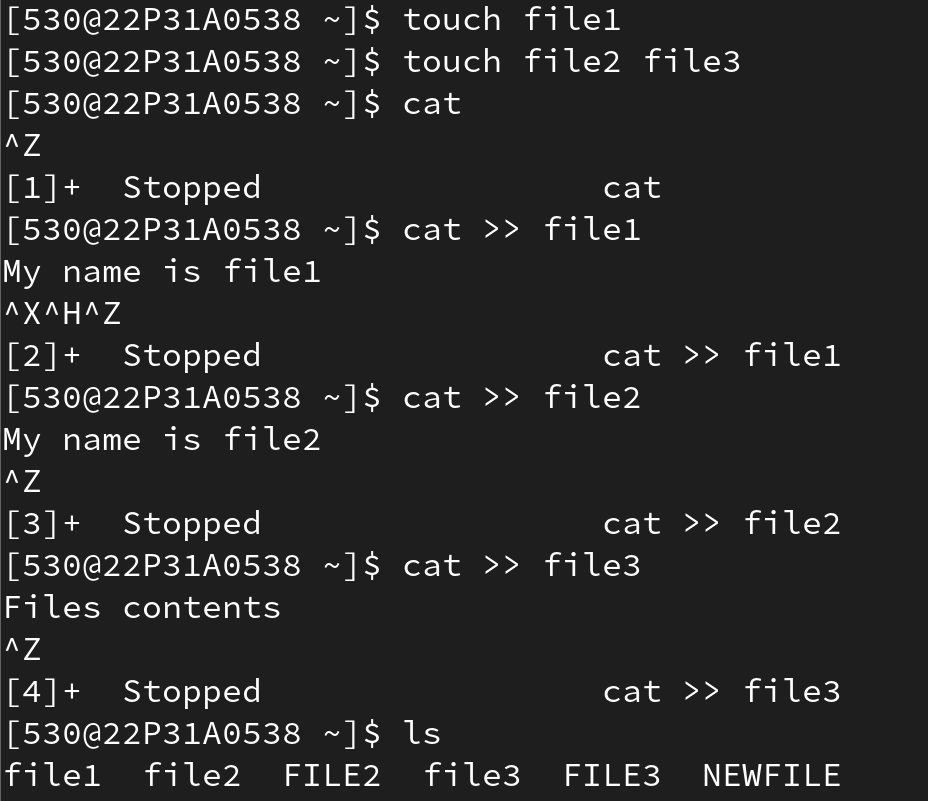 [530@22P31A0538 ~]$ touch file1
[530@22P31A0538 ~]$ touch file2 file3
[530@22P31A0538 ~]$ cat
^Z
[1]+  Stopped                 cat
[530@22P31A0538 ~]$ cat >> file1
My name is file1
^X^H^Z
[2]+  Stopped                 cat >> file1
[530@22P31A0538 ~]$ cat >> file2
My name is file2
^Z
[3]+  Stopped                 cat >> file2
[530@22P31A0538 ~]$ cat >> file3
Files contents
^Z
[4]+  Stopped                 cat >> file3
[530@22P31A0538 ~]$ ls
file1  file2  FILE2  file3  FILE3  NEWFILE